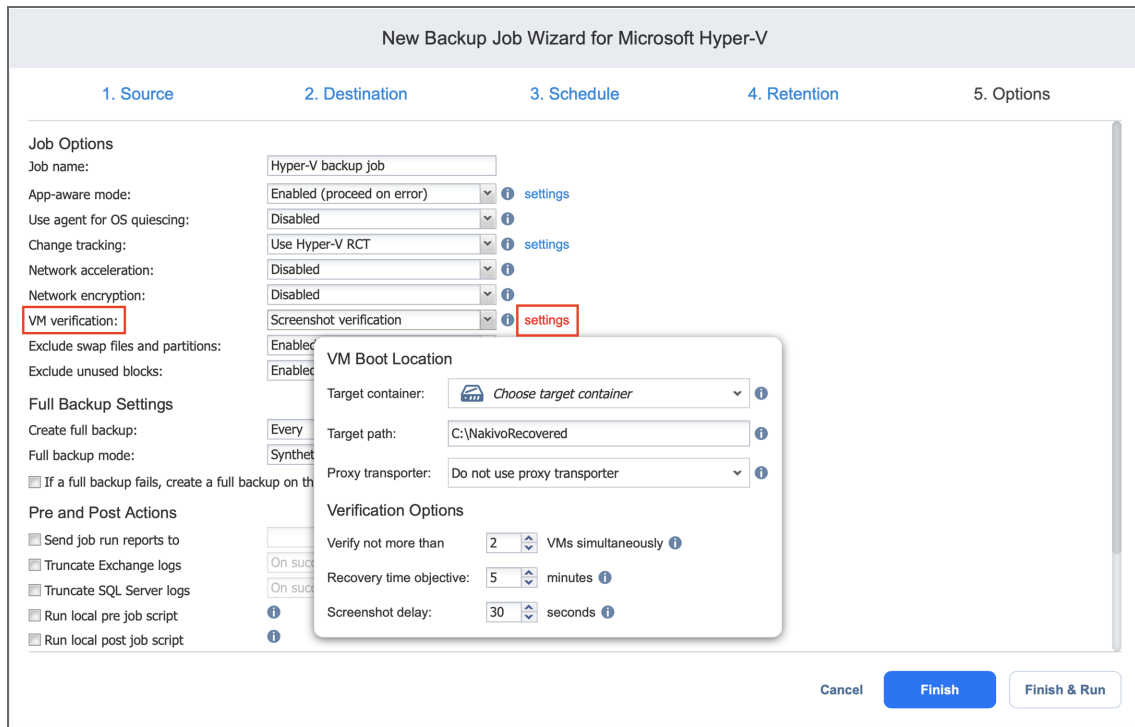 New Backup Job Wizard for Microsoft Hyper-V
1. Source 2. Destination 3. Schedule 4. Retention 5. Options
Job Options
Job name: Hyper-V backup job
App-aware mode: Enabled (proceed on error) settings
Use agent for OS quiescing: Disabled
Change tracking: Use Hyper-V RCT settings
Network acceleration: Disabled
Network encryption: Disabled
VM verification: Screenshot verification settings
Exclude swap files and partitions: Enabled
Exclude unused blocks: Enabled
Full Backup Settings
Create full backup: Every
Full backup mode: Synthet
If a full backup fails, create a full backup on th
Pre and Post Actions
Send job run reports to
Truncate Exchange logs On succ
Truncate SQL Server logs On succ
Run local pre job script
Run local post job script
VM Boot Location
Target container: Choose target container
Target path: C:\NakivoRecovered
Proxy transporter: Do not use proxy transporter
Verification Options
Verify not more than 2 VMs simultaneously
Recovery time objective: 5 minutes
Screenshot delay: 30 seconds
Cancel Finish Finish & Run